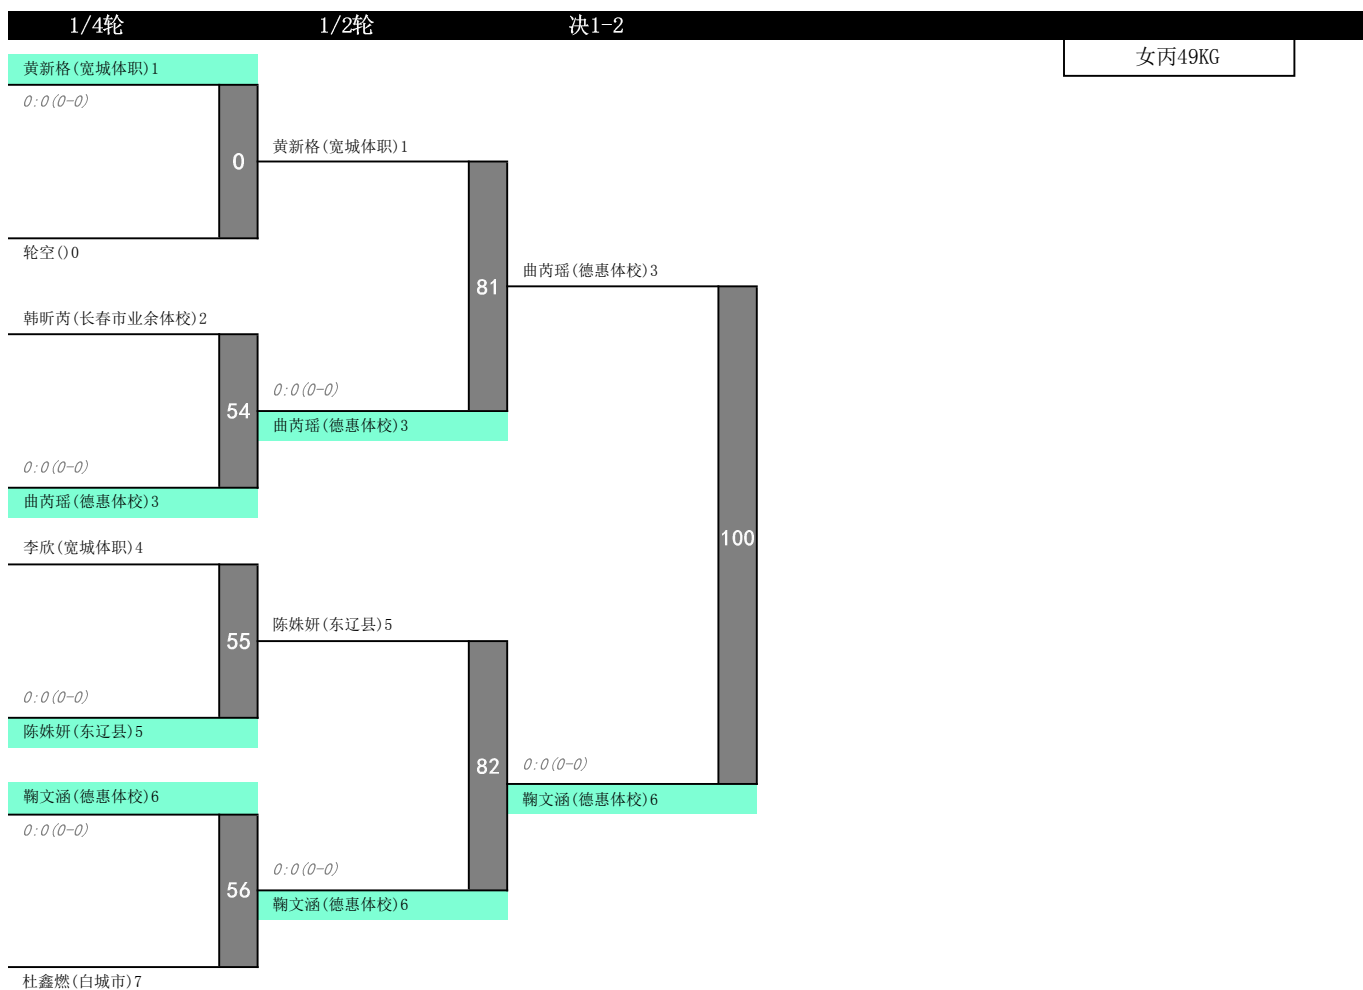 1/4轮
1/2轮
决1-2
女丙49KG
黄新格(宽城体职)1
0:0(0-0)
0
轮空()0
韩昕芮(长春市业余体校)2
54
0:0(0-0)
曲芮瑶(德惠体校)3
李欣(宽城体职)4
55
0:0(0-0)
陈姝妍(东辽县)5
鞠文涵(德惠体校)6
0:0(0-0)
56
杜鑫燃(白城市)7
黄新格(宽城体职)1
81
0:0(0-0)
曲芮瑶(德惠体校)3
陈姝妍(东辽县)5
82
0:0(0-0)
鞠文涵(德惠体校)6
曲芮瑶(德惠体校)3
100
0:0(0-0)
鞠文涵(德惠体校)6